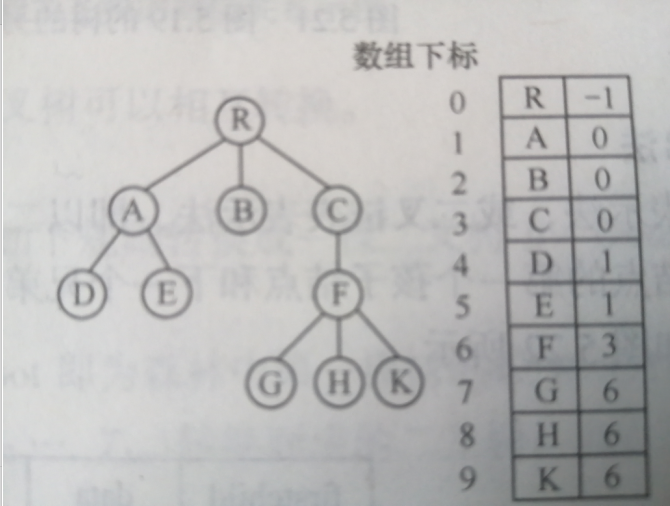 数组下标
R
A B C
D E F
G H K
0 R -1
1 A 0
2 B 0
3 C 0
4 D 1
5 E 1
6 F 3
7 G 6
8 H 6
9 K 6